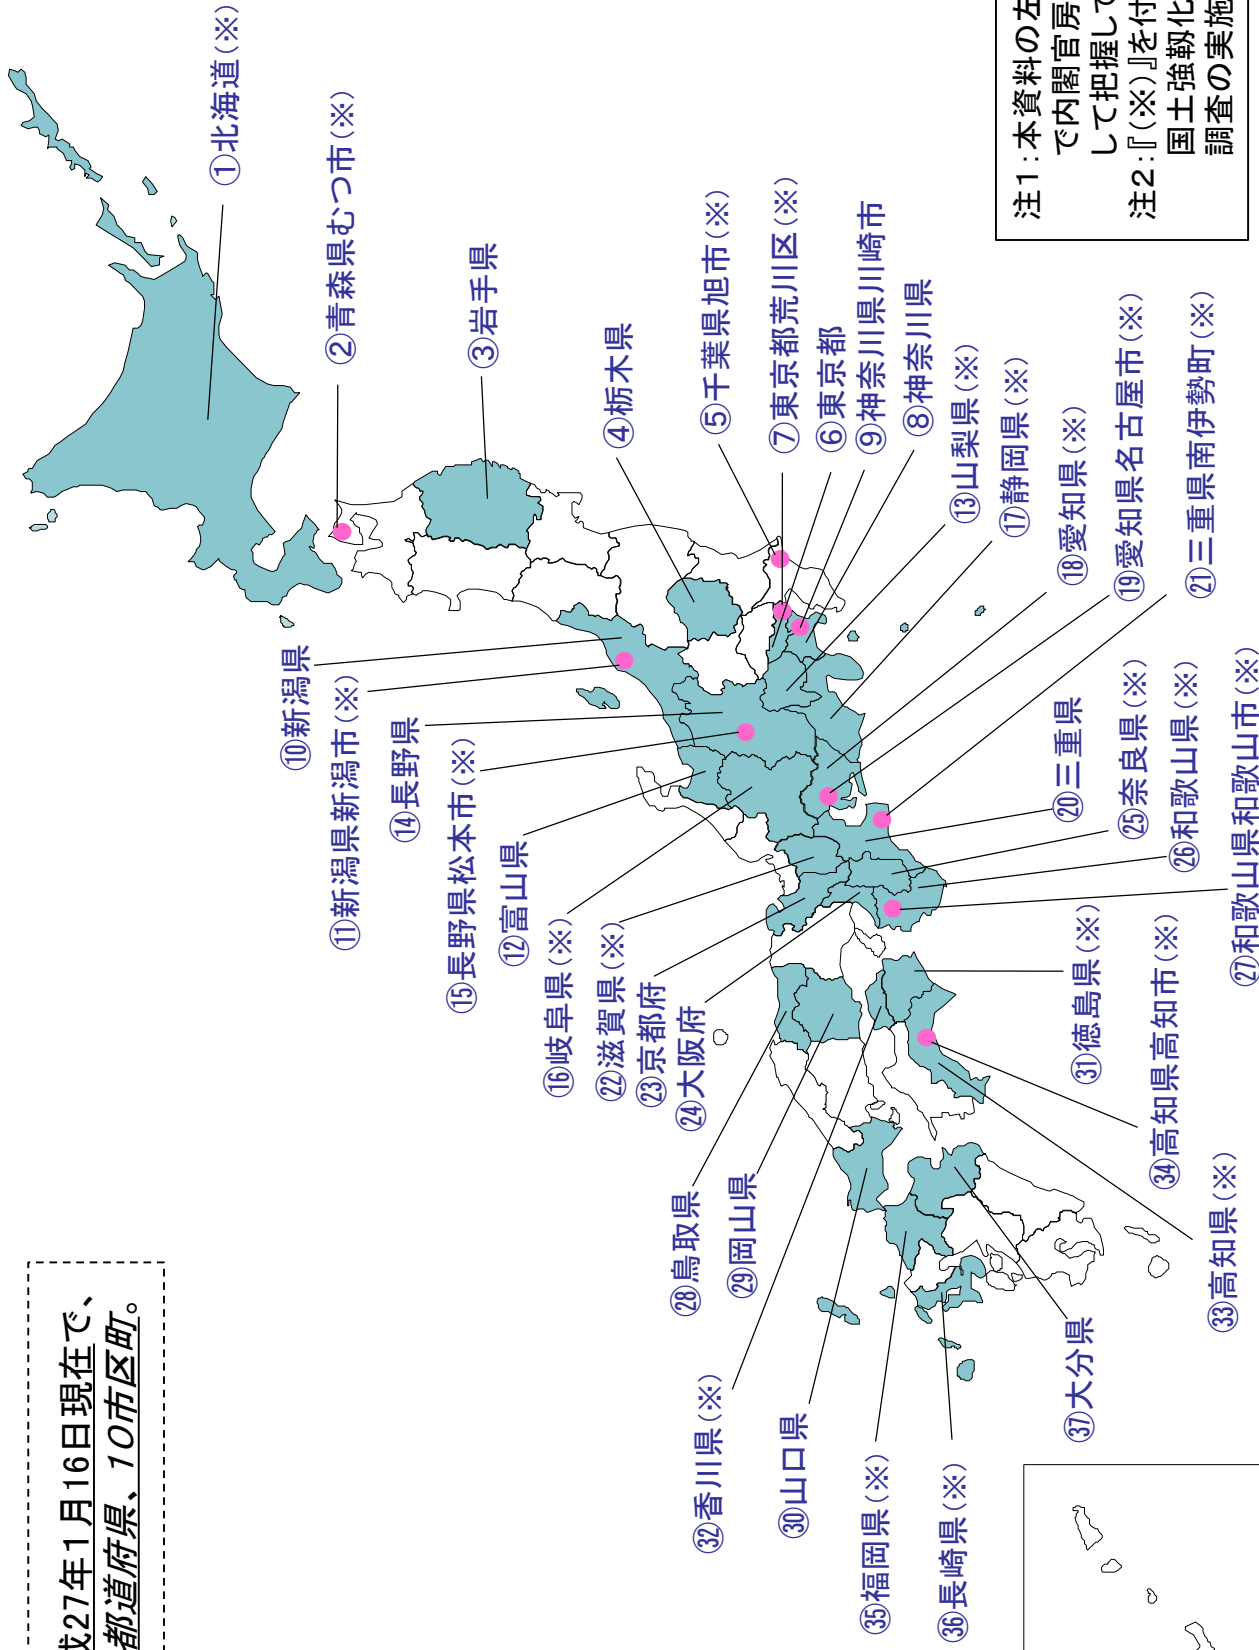 成27年1月16日現在で、
都道府県、10市区町。
①北海道(※)
②青森県むつ市(※)
③岩手県
④栃木県
⑤千葉県旭市(※)
⑦東京都荒川区(※)
⑥東京都
⑨神奈川県川崎市
⑧神奈川県
⑬山梨県(※)
⑰静岡県(※)
⑱愛知県(※)
⑲愛知県名古屋市(※)
㉑三重県南伊勢町(※)
⑩新潟県
⑪新潟県新潟市(※)
⑭長野県
⑮長野県松本市(※)
⑫富山県
⑯岐阜県(※)
㉒滋賀県(※)
㉓京都府
㉔大阪府
⑳三重県
㉕奈良県(※)
㉖和歌山県(※)
㉗和歌山県和歌山市(※)
㉘鳥取県
㉙岡山県
㉜香川県(※)
㉚山口県
㉟福岡県(※)
㊱長崎県(※)
㉛徳島県(※)
㉞高知県高知市(※)
㉝高知県(※)
㊲大分県
注1:本資料の左
で内閣官房
して把握して
注2:『(※)』を付
国土強靱化
調査の実施